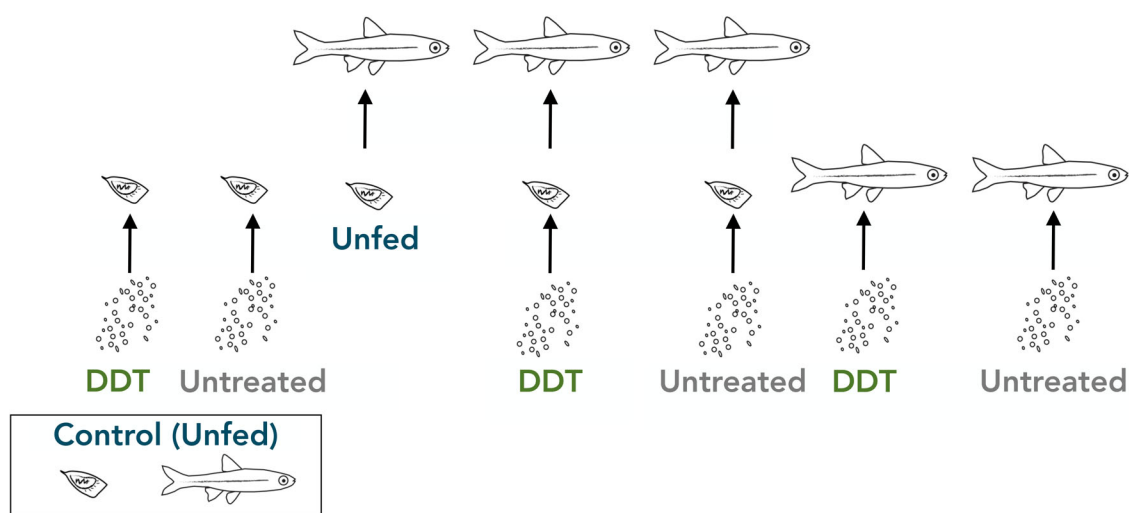 Unfed
DDT
Untreated
DDT
Untreated
DDT
Untreated
Control (Unfed)